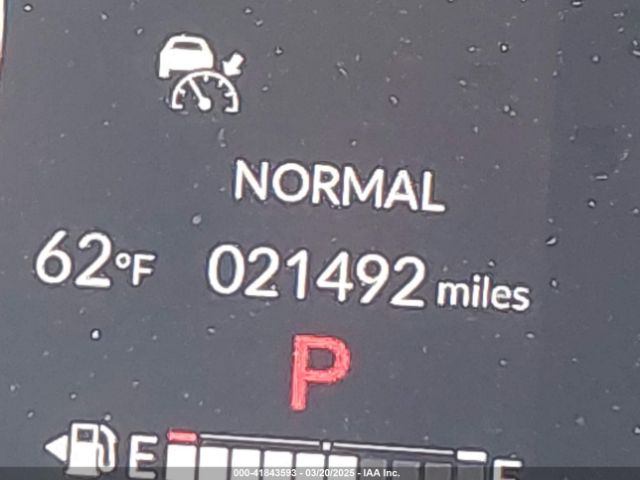 NORMAL
62°F 021492 miles
P
E F
000-41843593 - 03/20/2025 - IAA Inc.